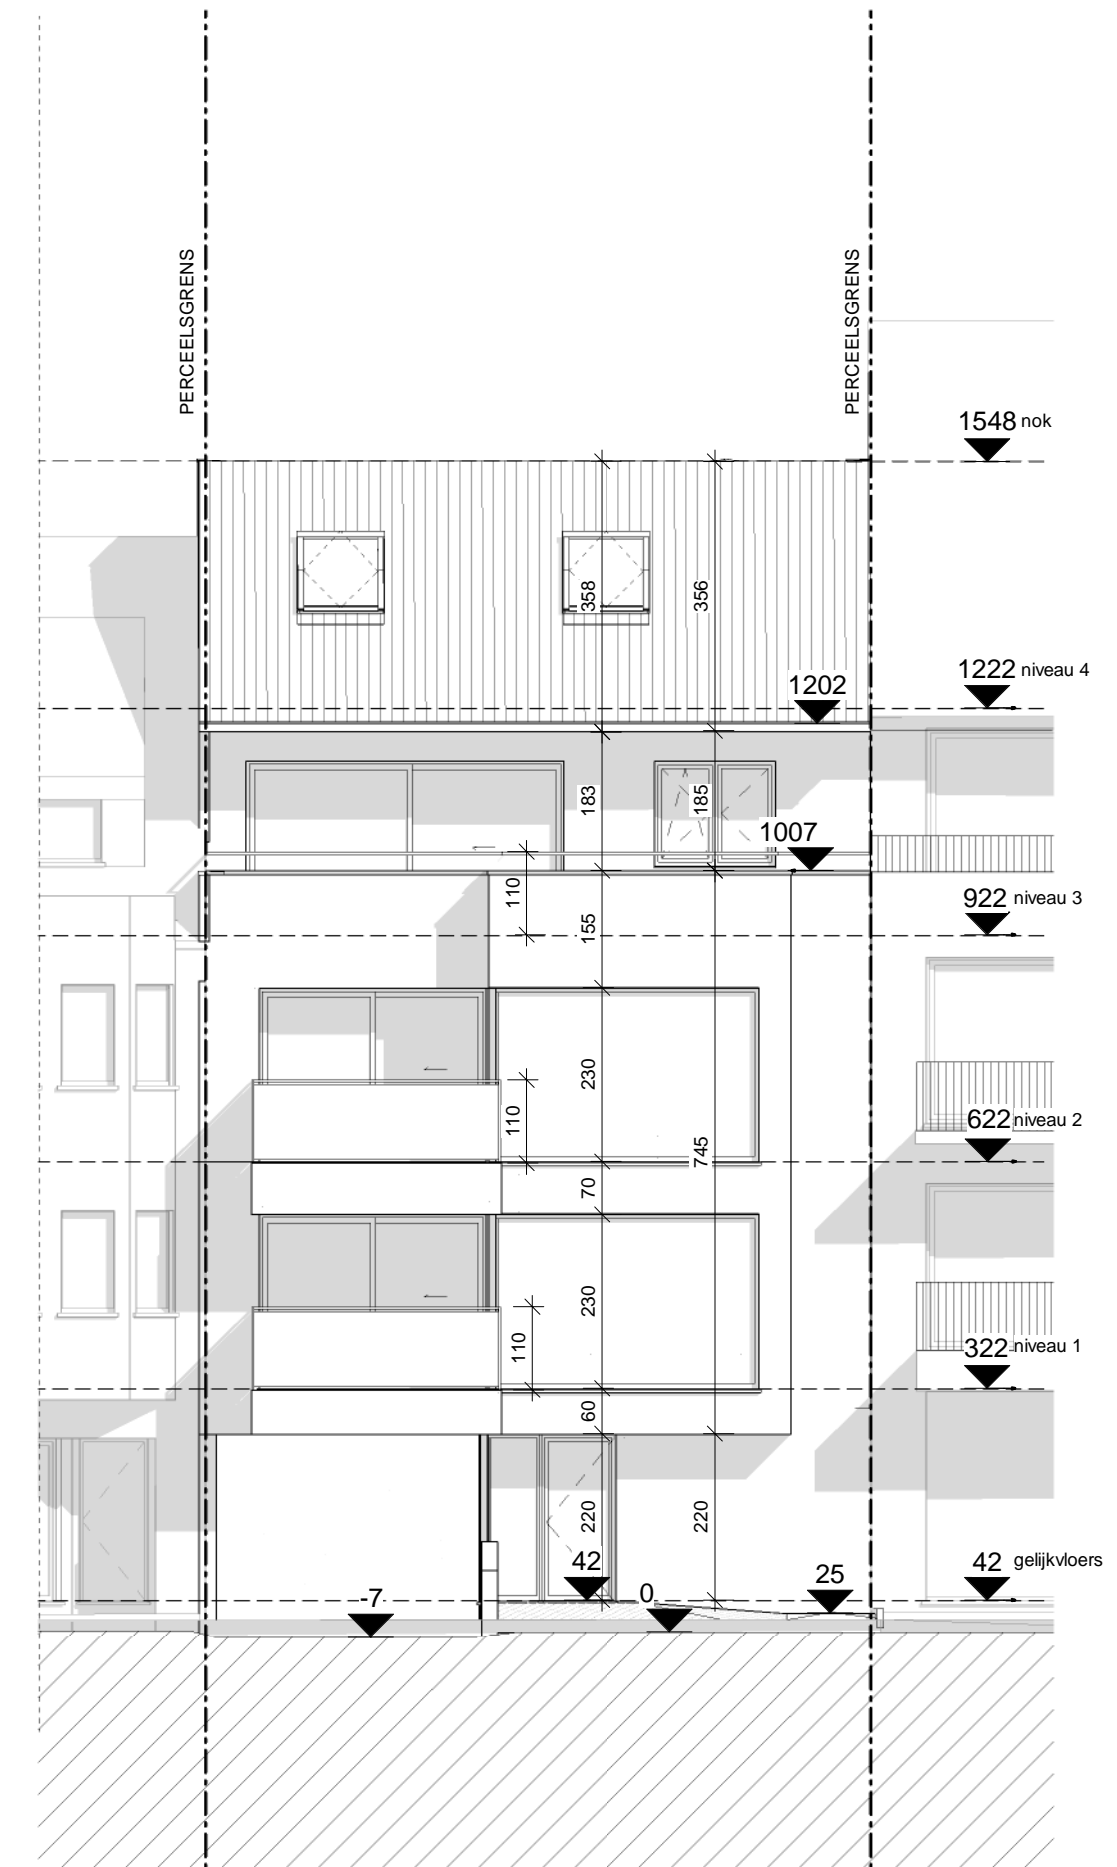 PERCEELSGRENS
PERCEELSGRENS
1548 nok
358
356
1202
1222 niveau 4
183
185
1007
110
155
922 niveau 3
230
110
745
622 niveau 2
70
230
110
322 niveau 1
60
220
220
42
0
25
42 gelijkvloers
-7